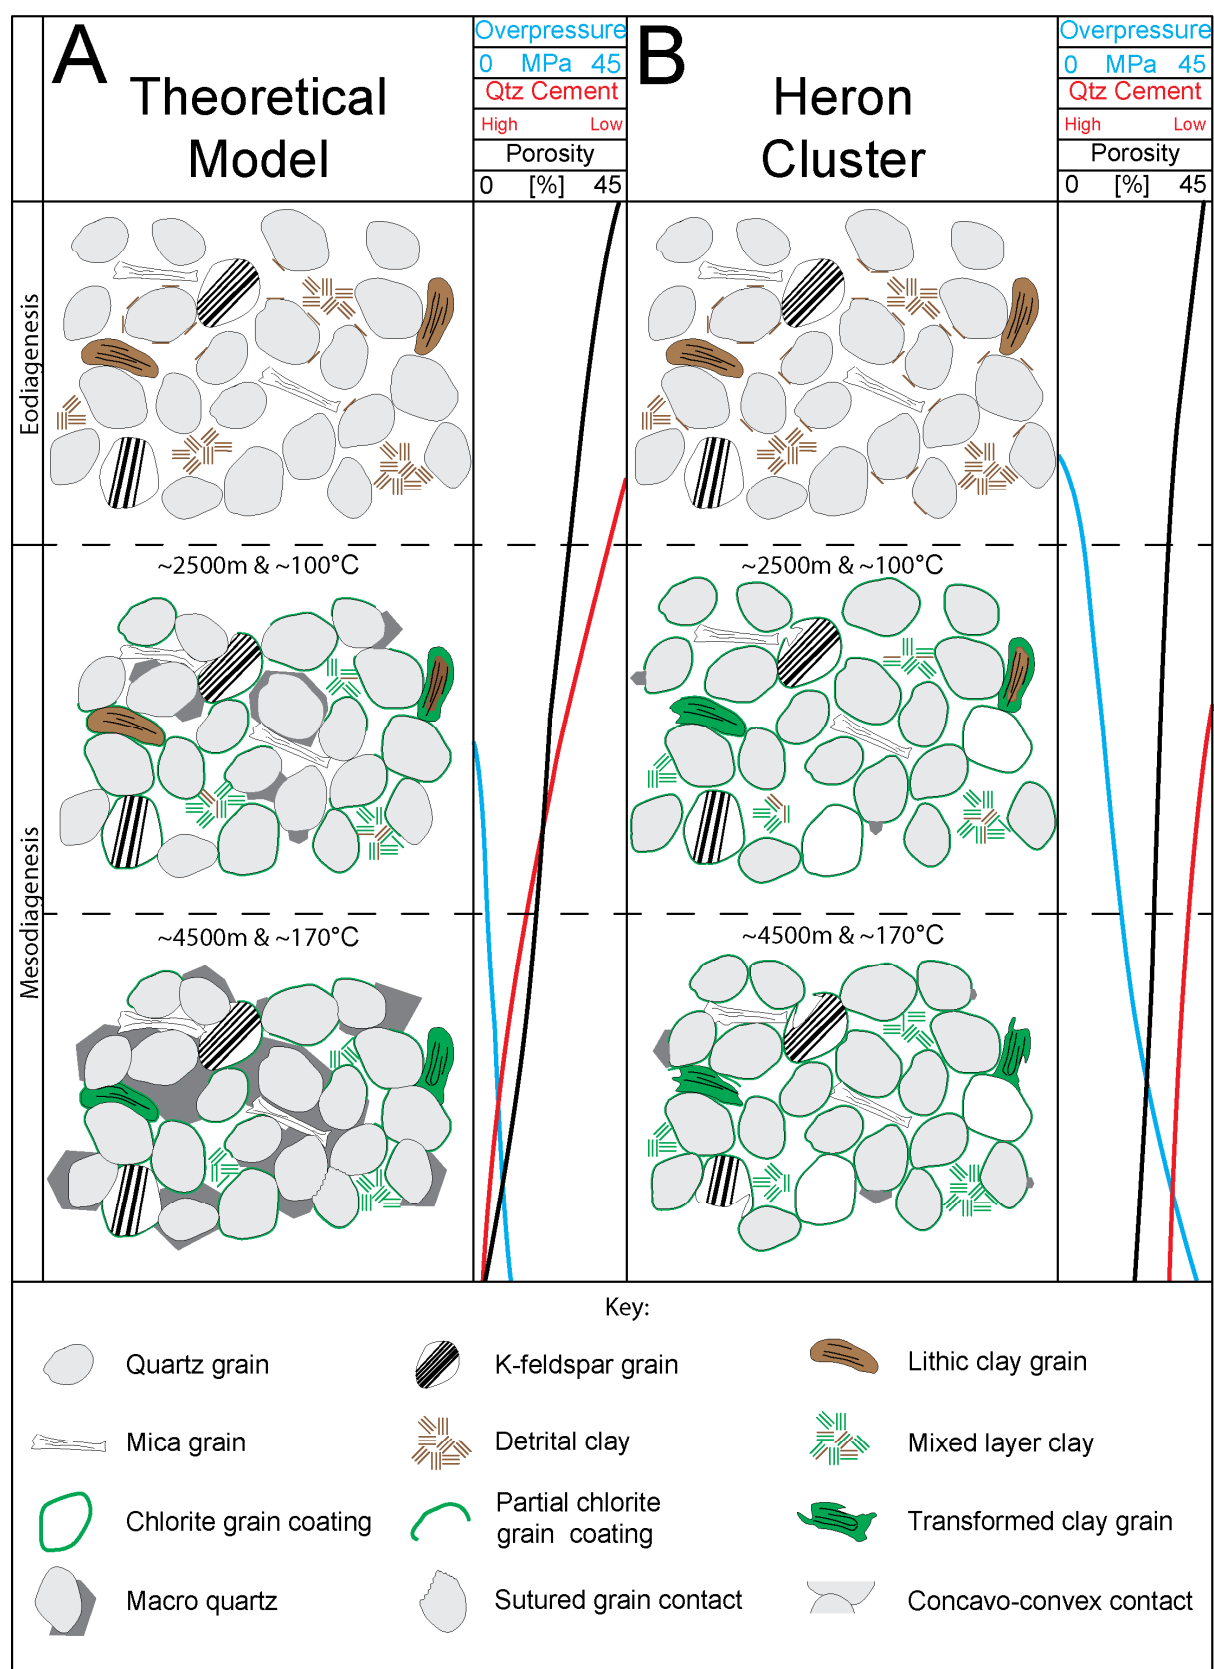 A
Theoretical
Model
Overpressure
0 MPa 45
Qtz Cement
High Low
Porosity
0 [%] 45
B
Heron
Cluster
Overpressure
0 MPa 45
Qtz Cement
High Low
Porosity
0 [%] 45
Eodiagenesis
Mesodiagenesis
~2500m & ~100°C
~2500m & ~100°C
~4500m & ~170°C
~4500m & ~170°C
Key:
Quartz grain
K-feldspar grain
Lithic clay grain
Mica grain
Detrital clay
Mixed layer clay
Chlorite grain coating
Partial chlorite
grain coating
Transformed clay grain
Macro quartz
Sutured grain contact
Concavo-convex contact